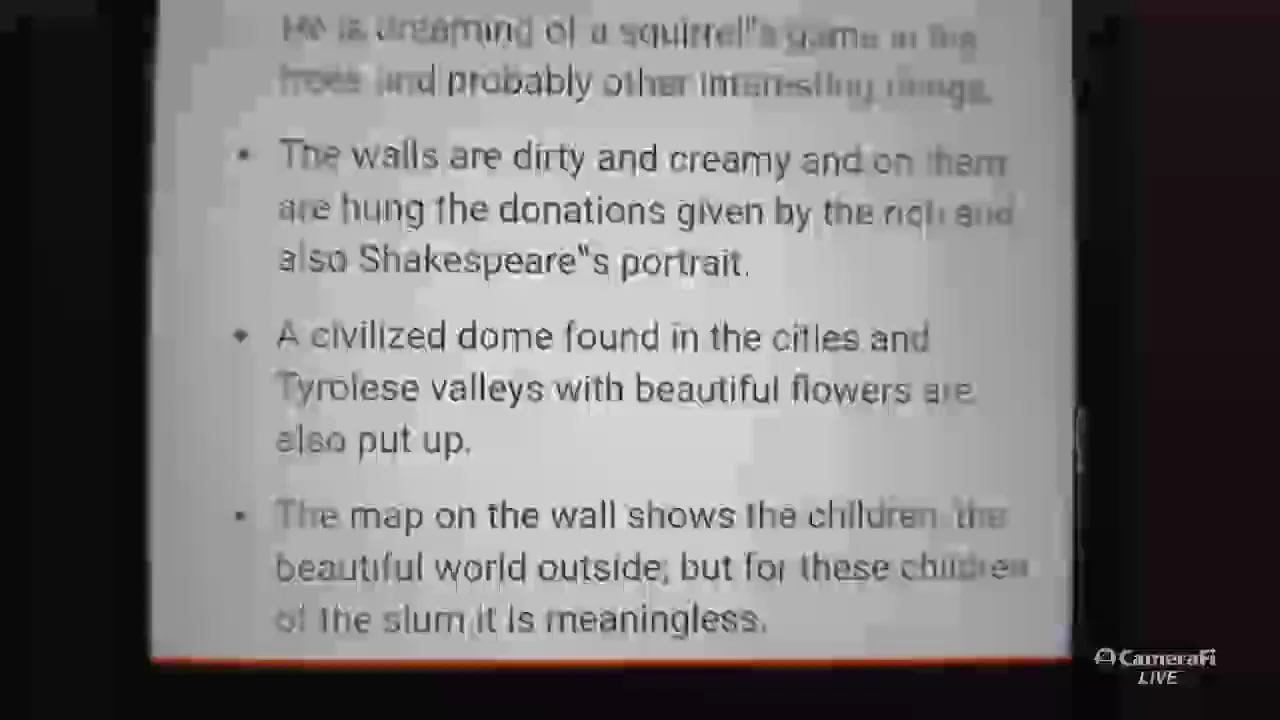 He is dreaming of a squirrel"s game in the
trees and probably other interesting things.
• The walls are dirty and creamy and on them
are hung the donations given by the rich and
also Shakespeare"s portrait.
• A civilized dome found in the cities and
Tyrolese valleys with beautiful flowers are
also put up.
• The map on the wall shows the children the
beautiful world outside; but for these children
of the slum it is meaningless.
CameraFi
LIVE